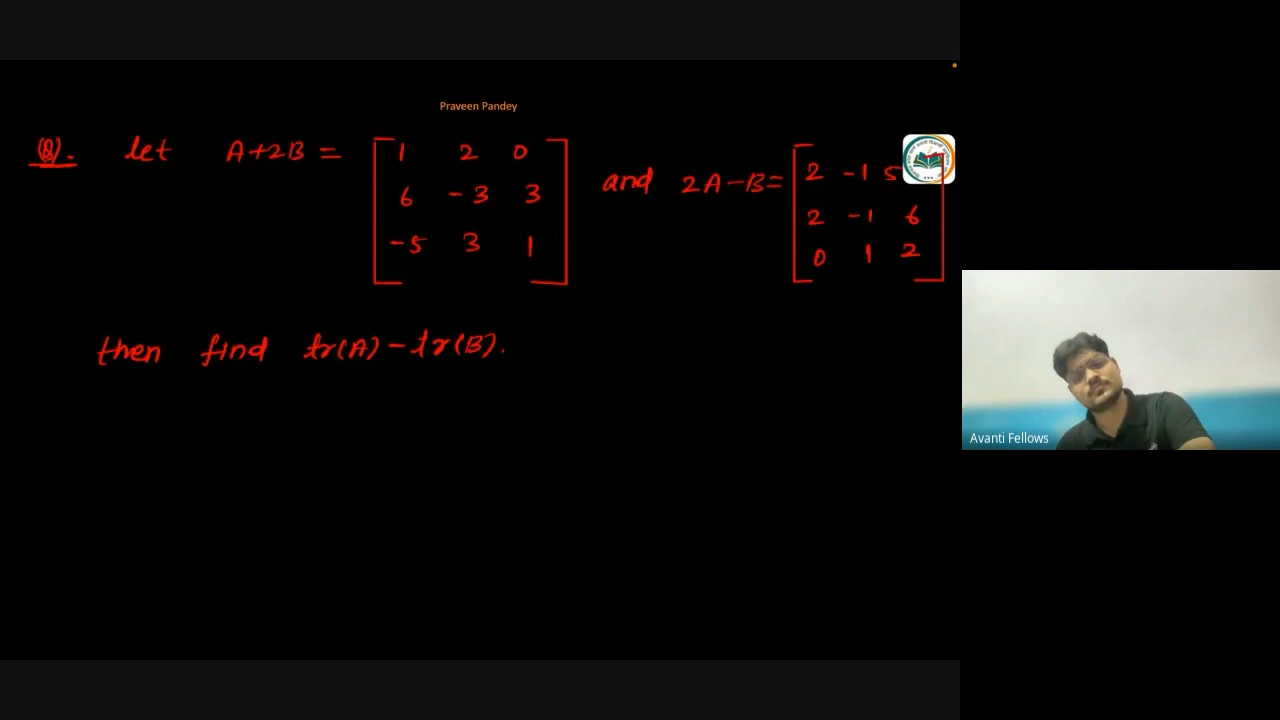 Praveen Pandey
Q. let A+2B = [1 2 0 and 2A-B= [2 -1 5
6 -3 3 2 -1 6
-5 3 1] 0 1 2]
then find tr(A)-tr(B).
Avanti Fellows